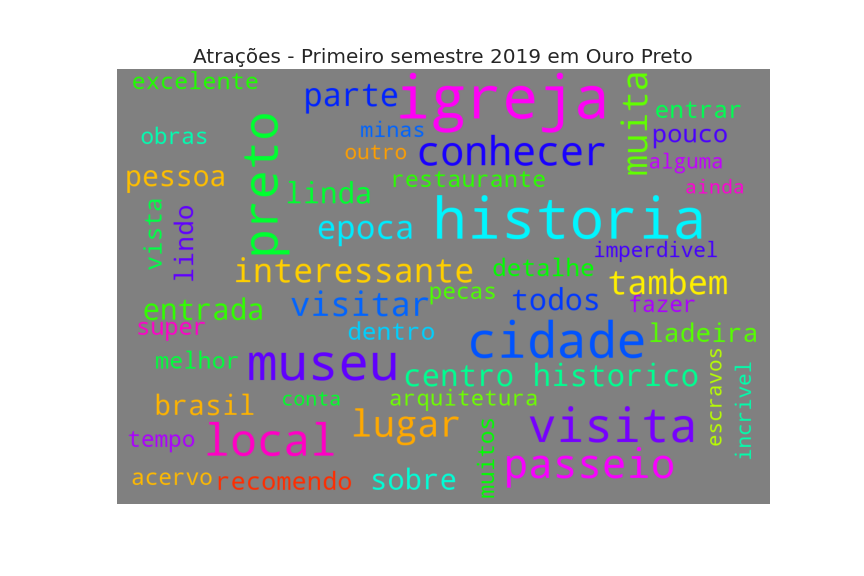 Atrações - Primeiro semestre 2019 em Ouro Preto
excelente
parte
igreja
muita
entrar
obras
preto
minas
conhecer
pouco
outro
alguma
pessoa
linda
restaurante
ainda
vista
lindo
epoca
historia
imperdivel
interessante
detalhe
tambem
entrada
visitar
pecas
todos
fazer
super
dentro
cidade
ladeira
melhor
museu
centro historico
escravos
incrivel
brasil
conta
arquitetura
tempo
local
lugar
muitos
visita
acervo
recomendo
sobre
passeio